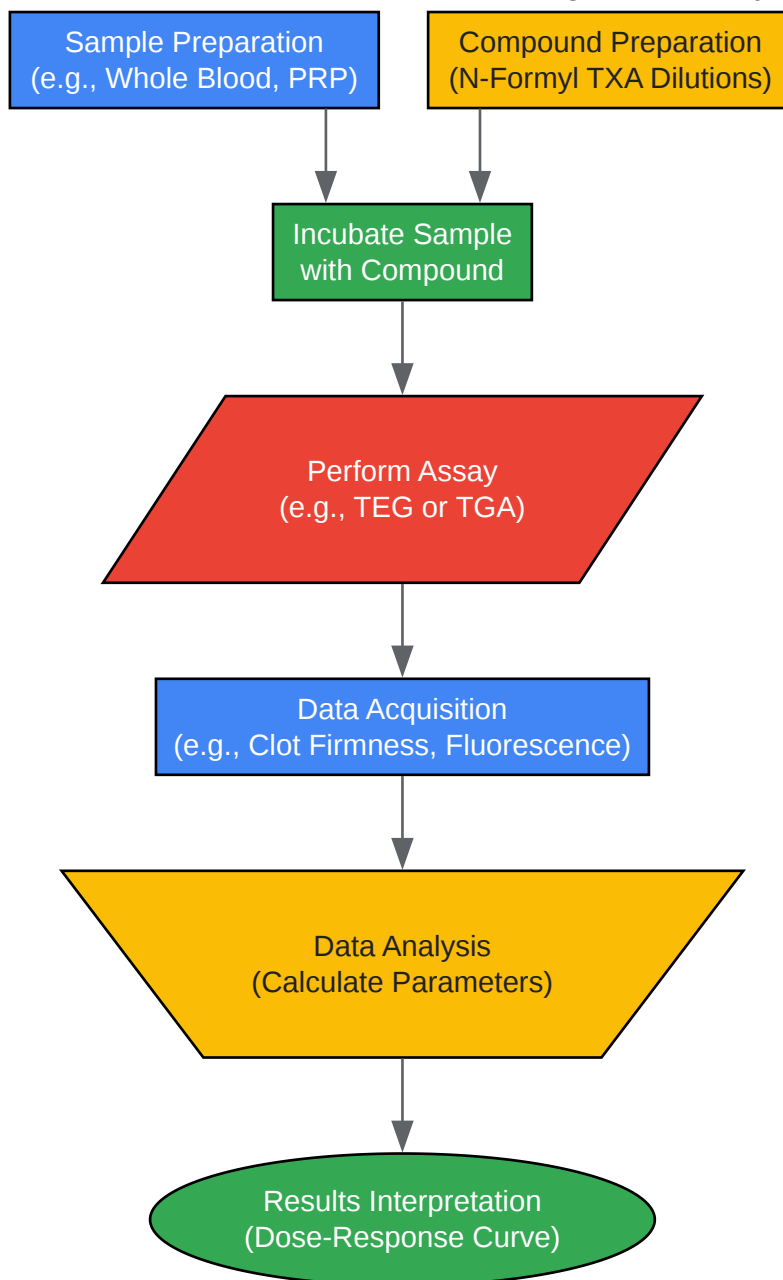 Sample Preparation
(e.g., Whole Blood, PRP)
Compound Preparation
(N-Formyl TXA Dilutions)
Incubate Sample
with Compound
Perform Assay
(e.g., TEG or TGA)
Data Acquisition
(e.g., Clot Firmness, Fluorescence)
Data Analysis
(Calculate Parameters)
Results Interpretation
(Dose-Response Curve)